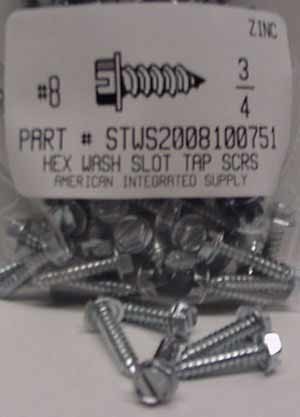 ZINC
#8
3
4
PART # STWS2008100751
HEX WASH SLOT TAP SCRS
AMERICAN INTEGRATED SUPPLY